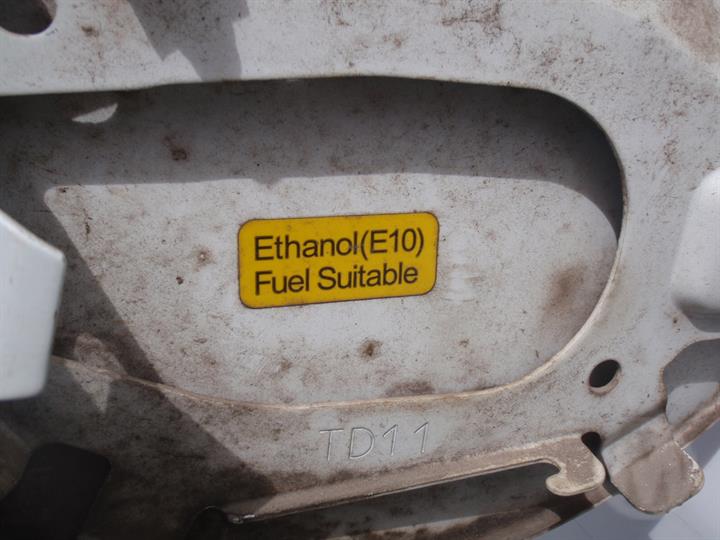 Ethanol(E10)
Fuel Suitable
TD11